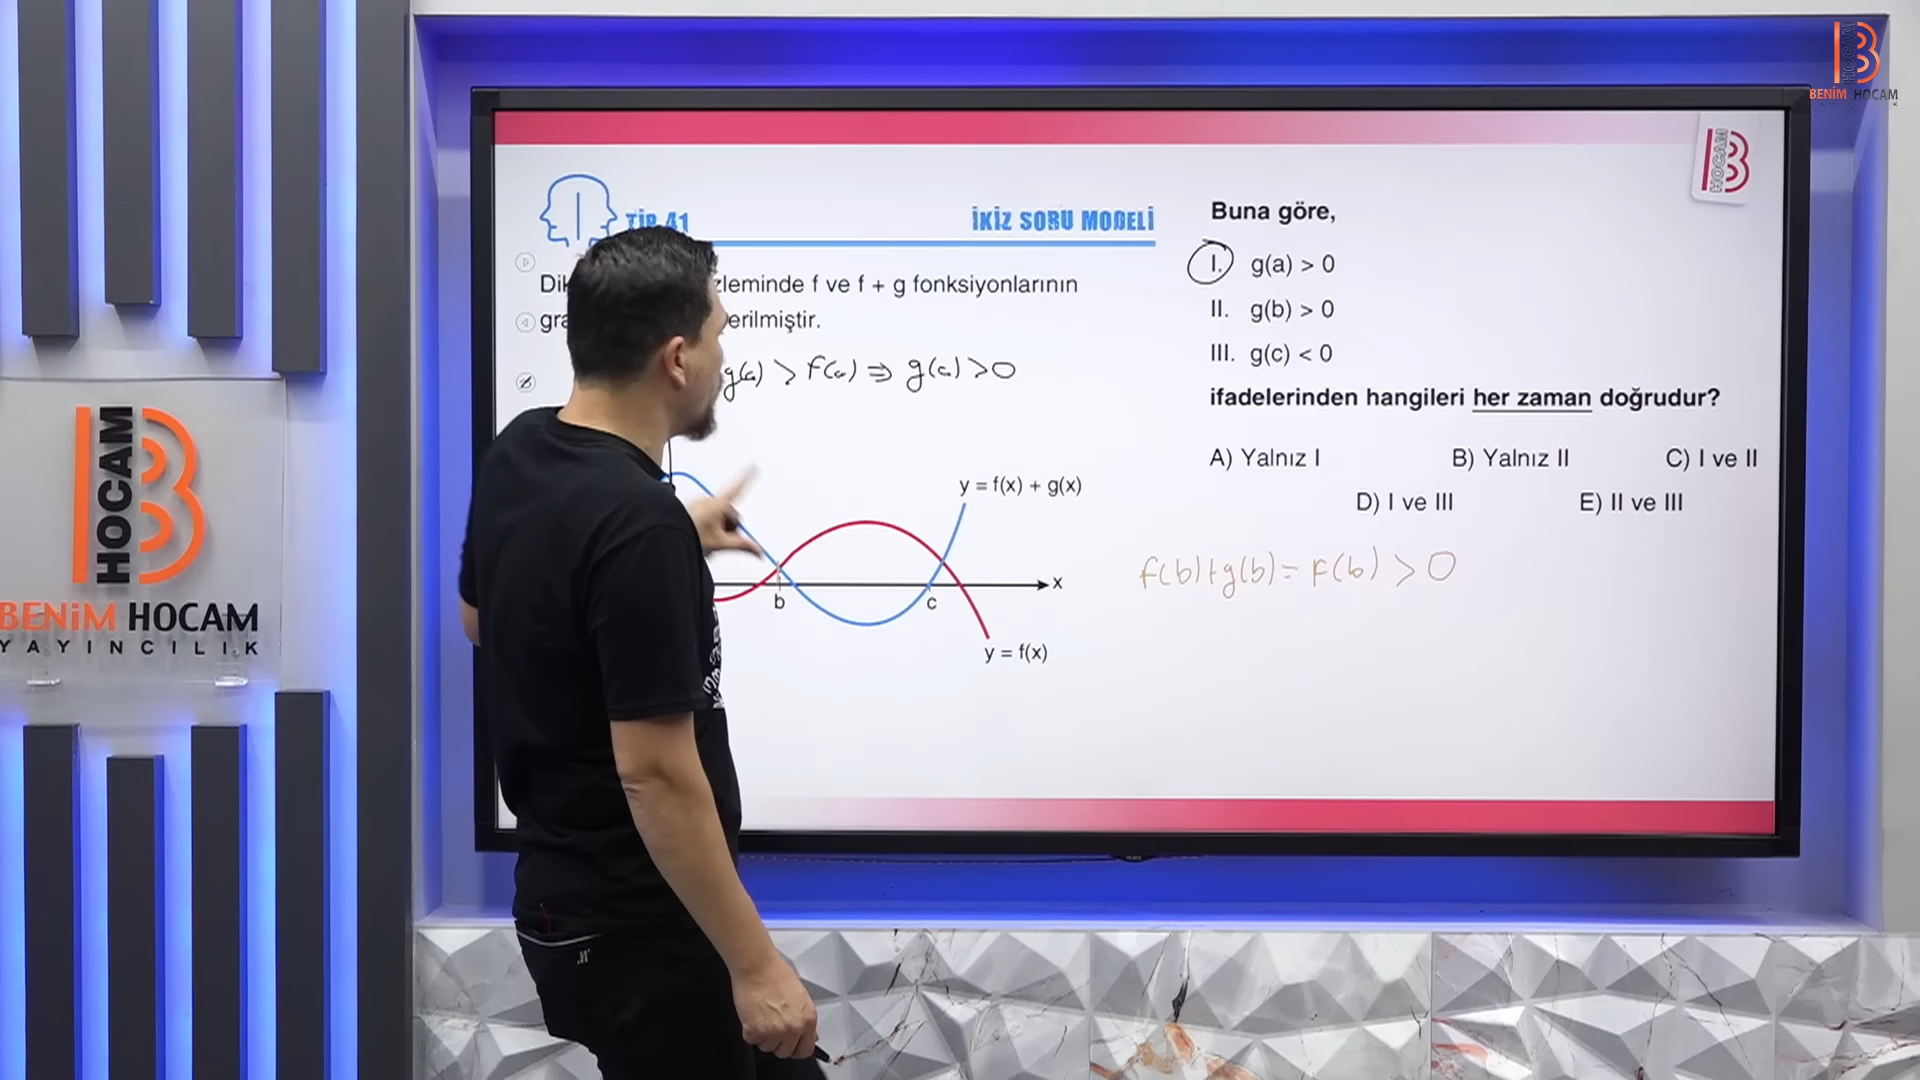 HOCAM
BENİM HOCAM
HOCAM
HOCAM
BENİM HOCAM
YAYINCILIK
TİP 41
İKİZ SORU MODELİ
zleminde f ve f + g fonksiyonlarının
erilmiştir.
g(a) > f(a) ⇒ g(a) > 0
y = f(x) + g(x)
x
b
c
y = f(x)
Buna göre,
I. g(a) > 0
II. g(b) > 0
III. g(c) < 0
ifadelerinden hangileri her zaman doğrudur?
A) Yalnız I B) Yalnız II C) I ve II
D) I ve III E) II ve III
f(b)+g(b) = f(b) > 0